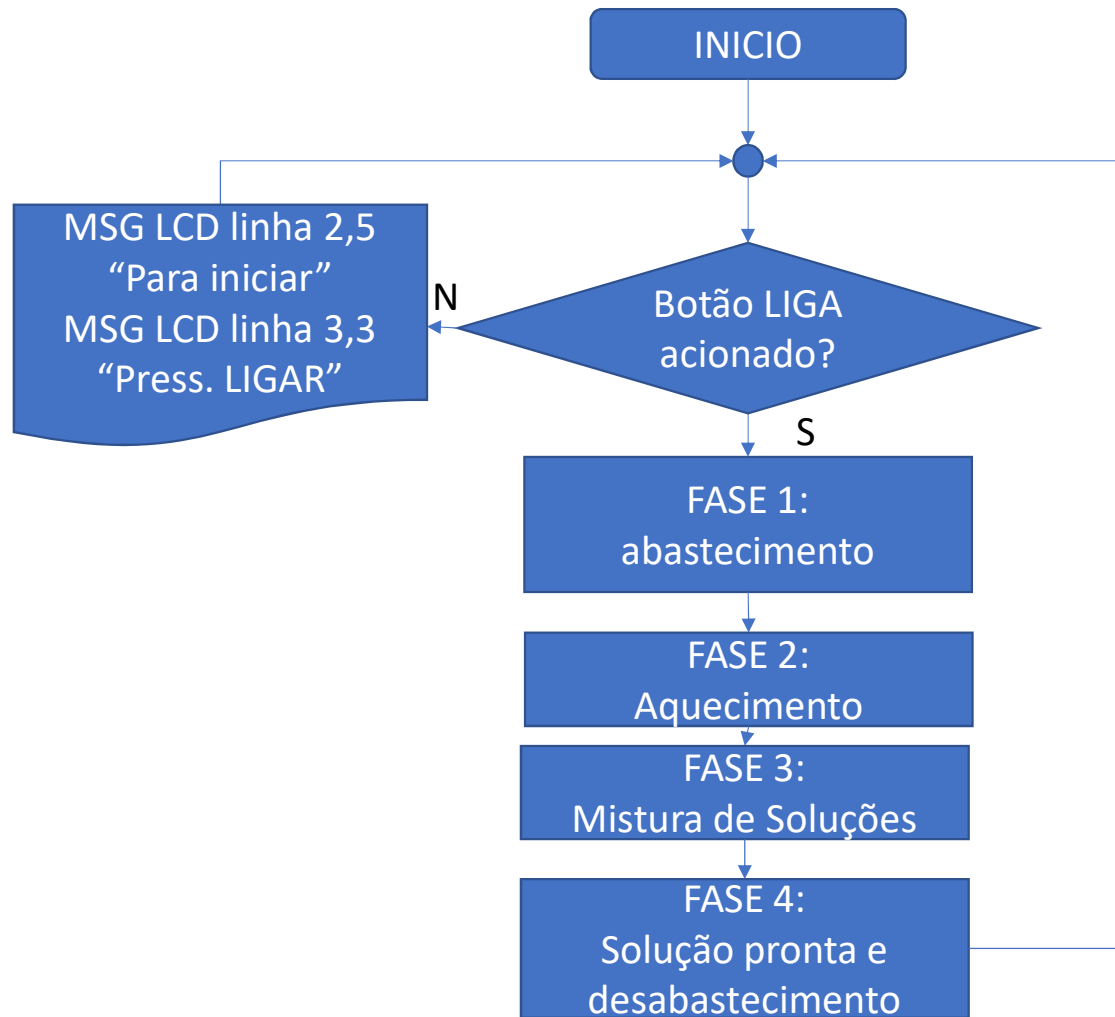 INICIO
MSG LCD linha 2,5
“Para iniciar”
MSG LCD linha 3,3
“Press. LIGAR”
N
Botão LIGA
acionado?
S
FASE 1:
abastecimento
FASE 2:
Aquecimento
FASE 3:
Mistura de Soluções
FASE 4:
Solução pronta e
desabastecimento